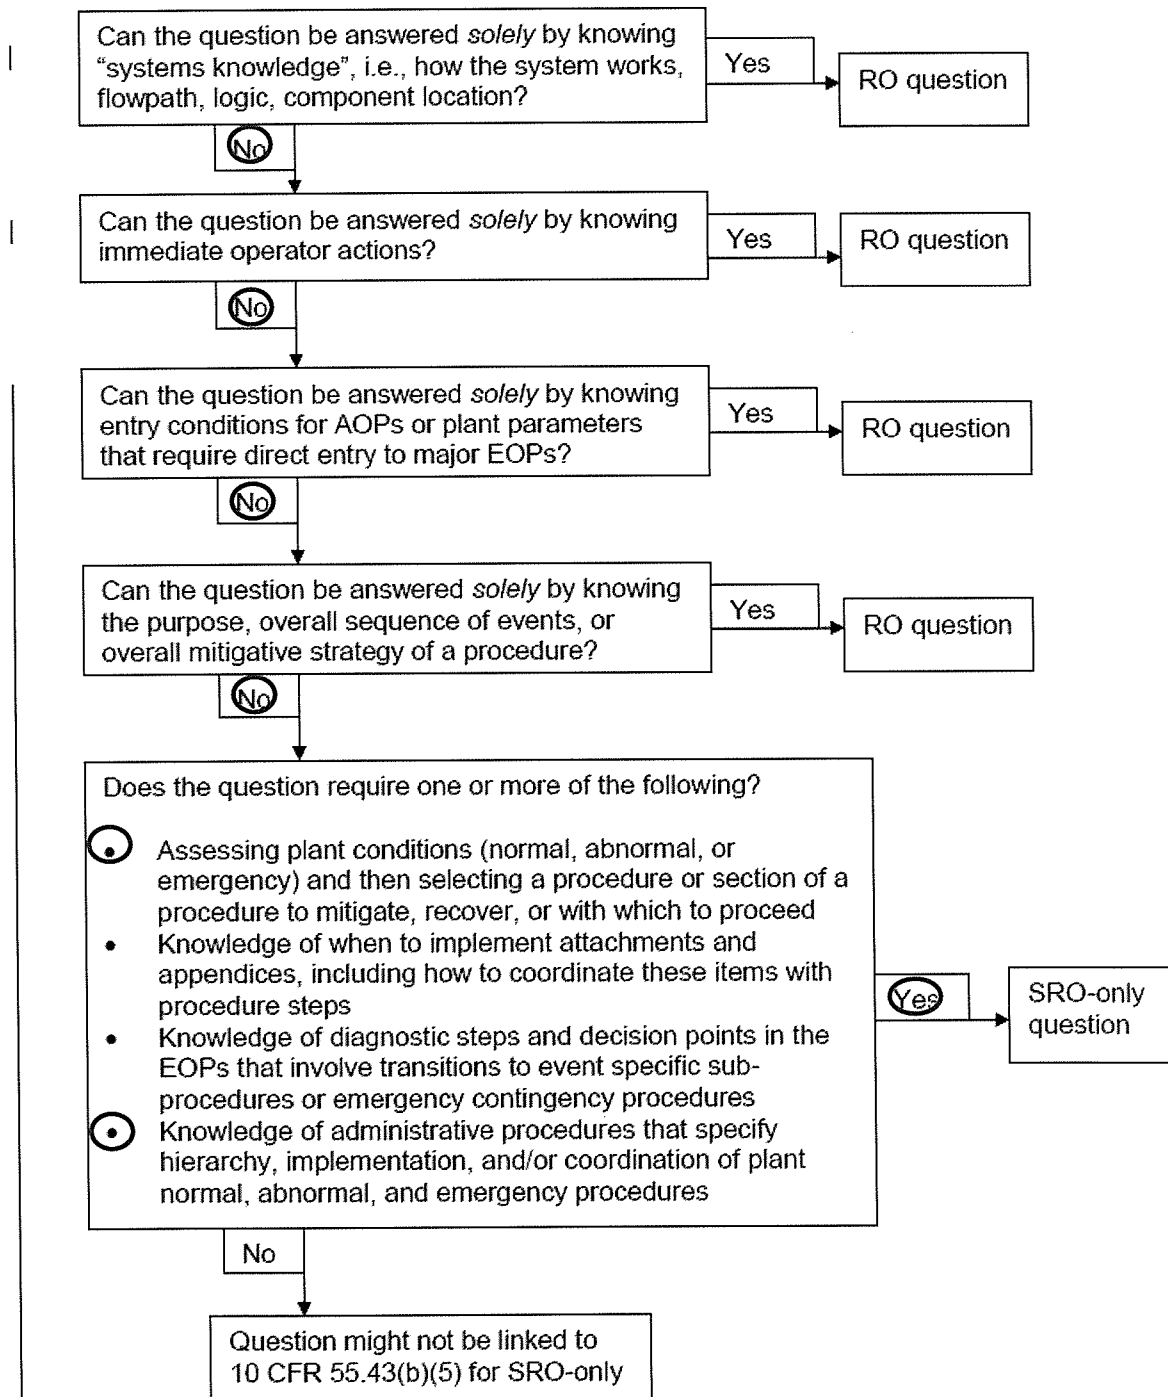 Can the question be answered solely by knowing
"systems knowledge", i.e., how the system works,
flowpath, logic, component location?
Yes
RO question
No
Can the question be answered solely by knowing
immediate operator actions?
Yes
RO question
No
Can the question be answered solely by knowing
entry conditions for AOPs or plant parameters
that require direct entry to major EOPs?
Yes
RO question
No
Can the question be answered solely by knowing
the purpose, overall sequence of events, or
overall mitigative strategy of a procedure?
Yes
RO question
No
Does the question require one or more of the following?
• Assessing plant conditions (normal, abnormal, or
emergency) and then selecting a procedure or section of a
procedure to mitigate, recover, or with which to proceed
• Knowledge of when to implement attachments and
appendices, including how to coordinate these items with
procedure steps
• Knowledge of diagnostic steps and decision points in the
EOPs that involve transitions to event specific sub-
procedures or emergency contingency procedures
• Knowledge of administrative procedures that specify
hierarchy, implementation, and/or coordination of plant
normal, abnormal, and emergency procedures
Yes
SRO-only
question
No
Question might not be linked to
10 CFR 55.43(b)(5) for SRO-only